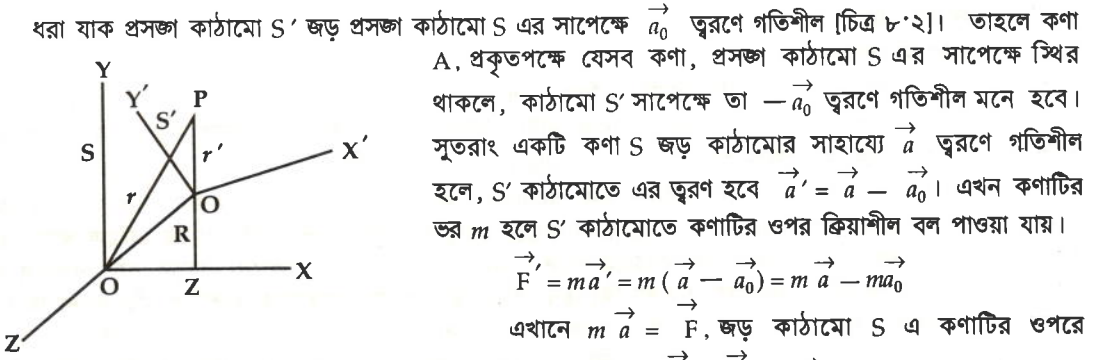 ধরা যাক প্রসঙ্গ কাঠামো S′ জড় প্রসঙ্গ কাঠামো S এর সাপেক্ষে a₀⃗ ত্বরণে গতিশীল [চিত্র ৮·২]। তাহলে কণা
A, প্রকৃতপক্ষে যেসব কণা, প্রসঙ্গ কাঠামো S এর সাপেক্ষে স্থির
থাকলে, কাঠামো S′ সাপেক্ষে তা −a₀⃗ ত্বরণে গতিশীল মনে হবে।
সুতরাং একটি কণা S জড় কাঠামোর সাহায্যে a⃗ ত্বরণে গতিশীল
হলে, S′ কাঠামোতে এর ত্বরণ হবে a⃗′ = a⃗ − a₀⃗। এখন কণাটির
ভর m হলে S′ কাঠামোতে কণাটির ওপর ক্রিয়াশীল বল পাওয়া যায়।
F⃗′ = ma⃗′ = m(a⃗ − a₀⃗) = m a⃗ − ma₀⃗
এখানে m a⃗ = F⃗, জড় কাঠামো S এ কণাটির ওপরে
Y
Y′
S′
P
S
r′
X′
r
O
R
O
Z
X
Z